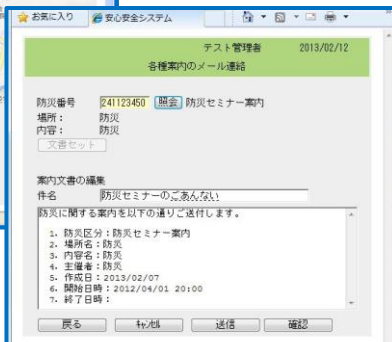 お気に入り 安心安全システム
テスト管理者 2013/02/12
各種案内のメール連絡
防災番号 241123450 照会 防災セミナー案内
場所： 防災
内容： 防災
文書セット
案内文書の編集
件名 防災セミナーのごあんない
防災に関する案内を以下の通りご送付します。
1. 防災区分：防災セミナー案内
2. 場所名：防災
3. 内容名：防災
4. 主催者：防災
5. 作成日：2013/02/07
6. 開始日時：2012/04/01 20:00
7. 終了日時：
戻る ｷｬﾝｾﾙ 送信 確認